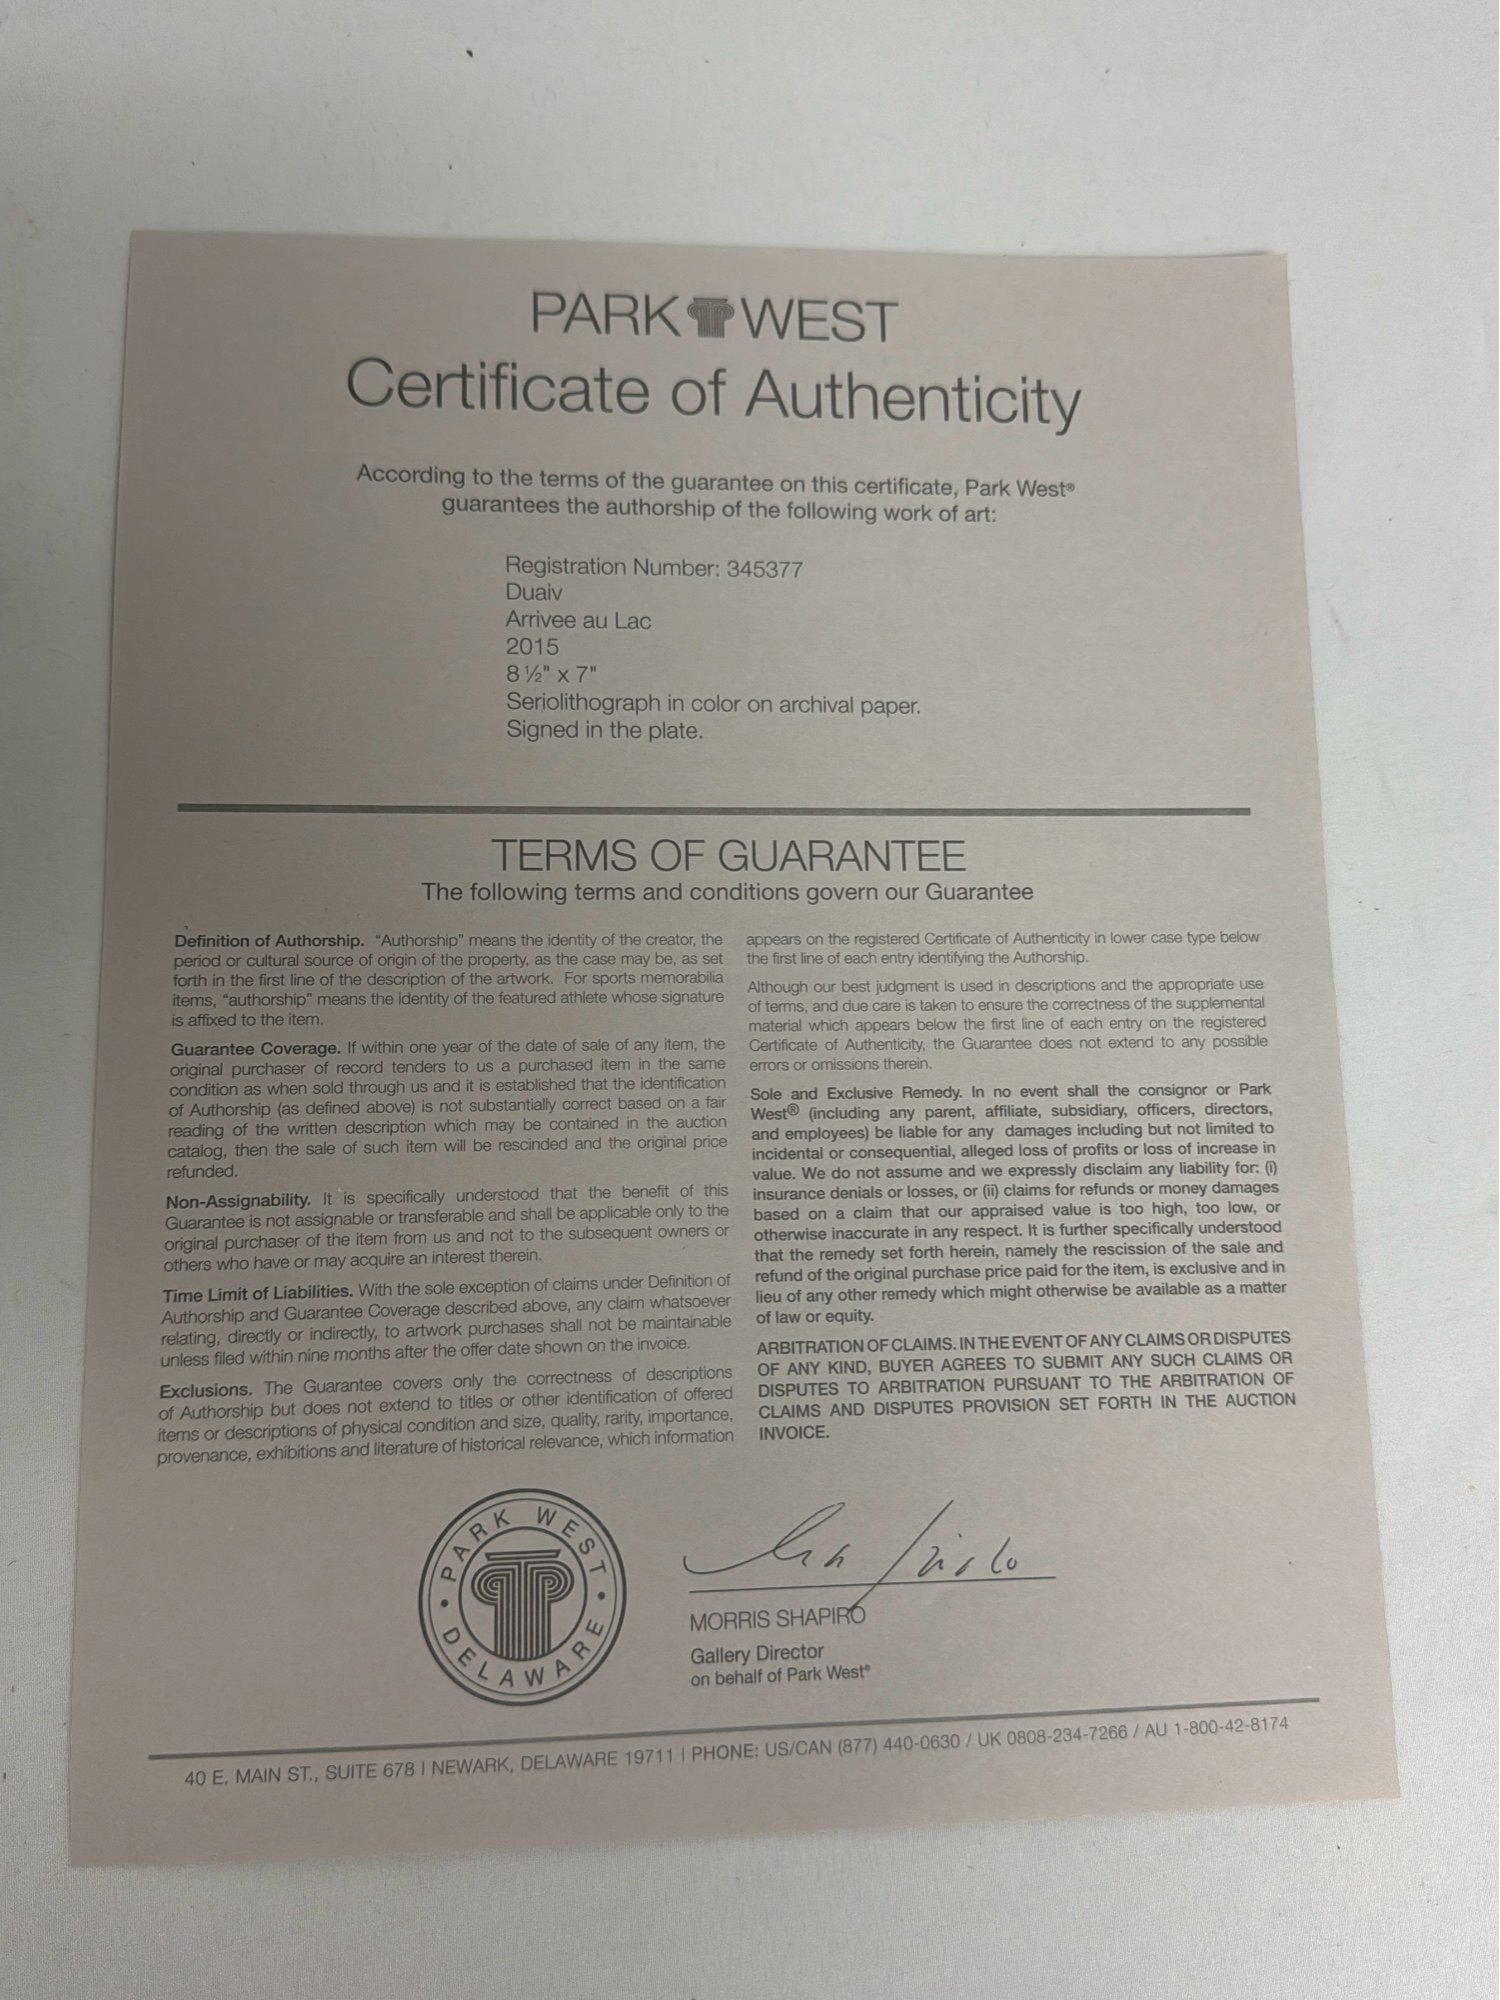 PARK WEST
Certificate of Authenticity
According to the terms of the guarantee on this certificate, Park West®
guarantees the authorship of the following work of art:
Registration Number: 345377
Duaiv
Arrivee au Lac
2015
8 ½" x 7"
Seriolithograph in color on archival paper.
Signed in the plate.
TERMS OF GUARANTEE
The following terms and conditions govern our Guarantee
Definition of Authorship. “Authorship” means the identity of the creator, the
period or cultural source of origin of the property, as the case may be, as set
forth in the first line of the description of the artwork. For sports memorabilia
items, “authorship” means the identity of the featured athlete whose signature
is affixed to the item.
Guarantee Coverage. If within one year of the date of sale of any item, the
original purchaser of record tenders to us a purchased item in the same
condition as when sold through us and it is established that the identification
of Authorship (as defined above) is not substantially correct based on a fair
reading of the written description which may be contained in the auction
catalog, then the sale of such item will be rescinded and the original price
refunded.
Non-Assignability. It is specifically understood that the benefit of this
Guarantee is not assignable or transferable and shall be applicable only to the
original purchaser of the item from us and not to the subsequent owners or
others who have or may acquire an interest therein.
Time Limit of Liabilities. With the sole exception of claims under Definition of
Authorship and Guarantee Coverage described above, any claim whatsoever
relating, directly or indirectly, to artwork purchases shall not be maintainable
unless filed within nine months after the offer date shown on the invoice.
Exclusions. The Guarantee covers only the correctness of descriptions
of Authorship but does not extend to titles or other identification of offered
items or descriptions of physical condition and size, quality, rarity, importance,
provenance, exhibitions and literature of historical relevance, which information
appears on the registered Certificate of Authenticity in lower case type below
the first line of each entry identifying the Authorship.
Although our best judgment is used in descriptions and the appropriate use
of terms, and due care is taken to ensure the correctness of the supplemental
material which appears below the first line of each entry on the registered
Certificate of Authenticity, the Guarantee does not extend to any possible
errors or omissions therein.
Sole and Exclusive Remedy. In no event shall the consignor or Park
West® (including any parent, affiliate, subsidiary, officers, directors,
and employees) be liable for any damages including but not limited to
incidental or consequential, alleged loss of profits or loss of increase in
value. We do not assume and we expressly disclaim any liability for: (i)
insurance denials or losses, or (ii) claims for refunds or money damages
based on a claim that our appraised value is too high, too low, or
otherwise inaccurate in any respect. It is further specifically understood
that the remedy set forth herein, namely the rescission of the sale and
refund of the original purchase price paid for the item, is exclusive and in
lieu of any other remedy which might otherwise be available as a matter
of law or equity.
ARBITRATION OF CLAIMS. IN THE EVENT OF ANY CLAIMS OR DISPUTES
OF ANY KIND, BUYER AGREES TO SUBMIT ANY SUCH CLAIMS OR
DISPUTES TO ARBITRATION PURSUANT TO THE ARBITRATION OF
CLAIMS AND DISPUTES PROVISION SET FORTH IN THE AUCTION
INVOICE.
PARK WEST
DELAWARE
MORRIS SHAPIRO
Gallery Director
on behalf of Park West®
40 E. MAIN ST., SUITE 678 | NEWARK, DELAWARE 19711 | PHONE: US/CAN (877) 440-0630 / UK 0808-234-7266 / AU 1-800-42-8174